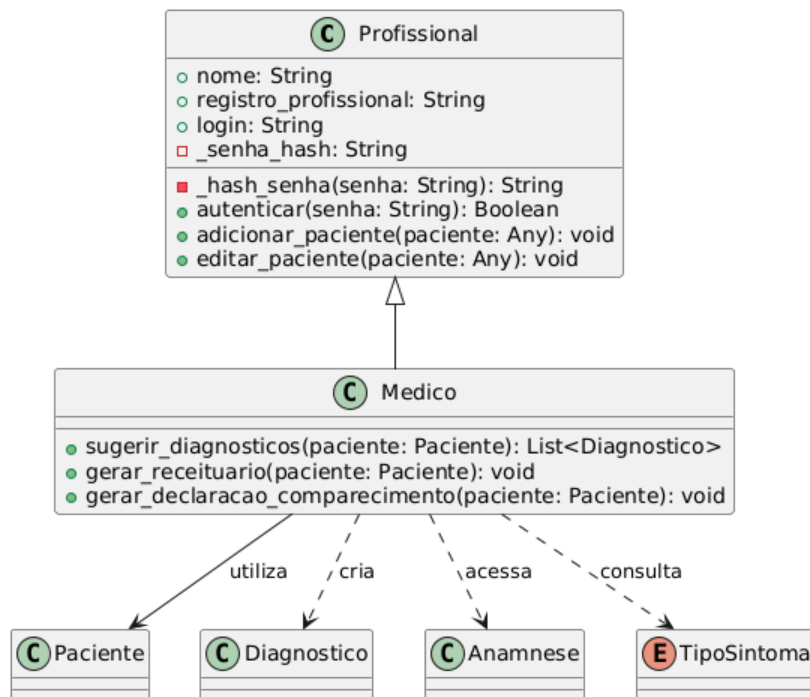 C Profissional
nome: String
registro_profissional: String
login: String
_senha_hash: String
_hash_senha(senha: String): String
autenticar(senha: String): Boolean
adicionar_paciente(paciente: Any): void
editar_paciente(paciente: Any): void
C Medico
sugerir_diagnosticos(paciente: Paciente): List<Diagnostico>
gerar_receituario(paciente: Paciente): void
gerar_declaracao_comparecimento(paciente: Paciente): void
utiliza
cria
acessa
consulta
C Paciente
C Diagnostico
C Anamnese
E TipoSintoma